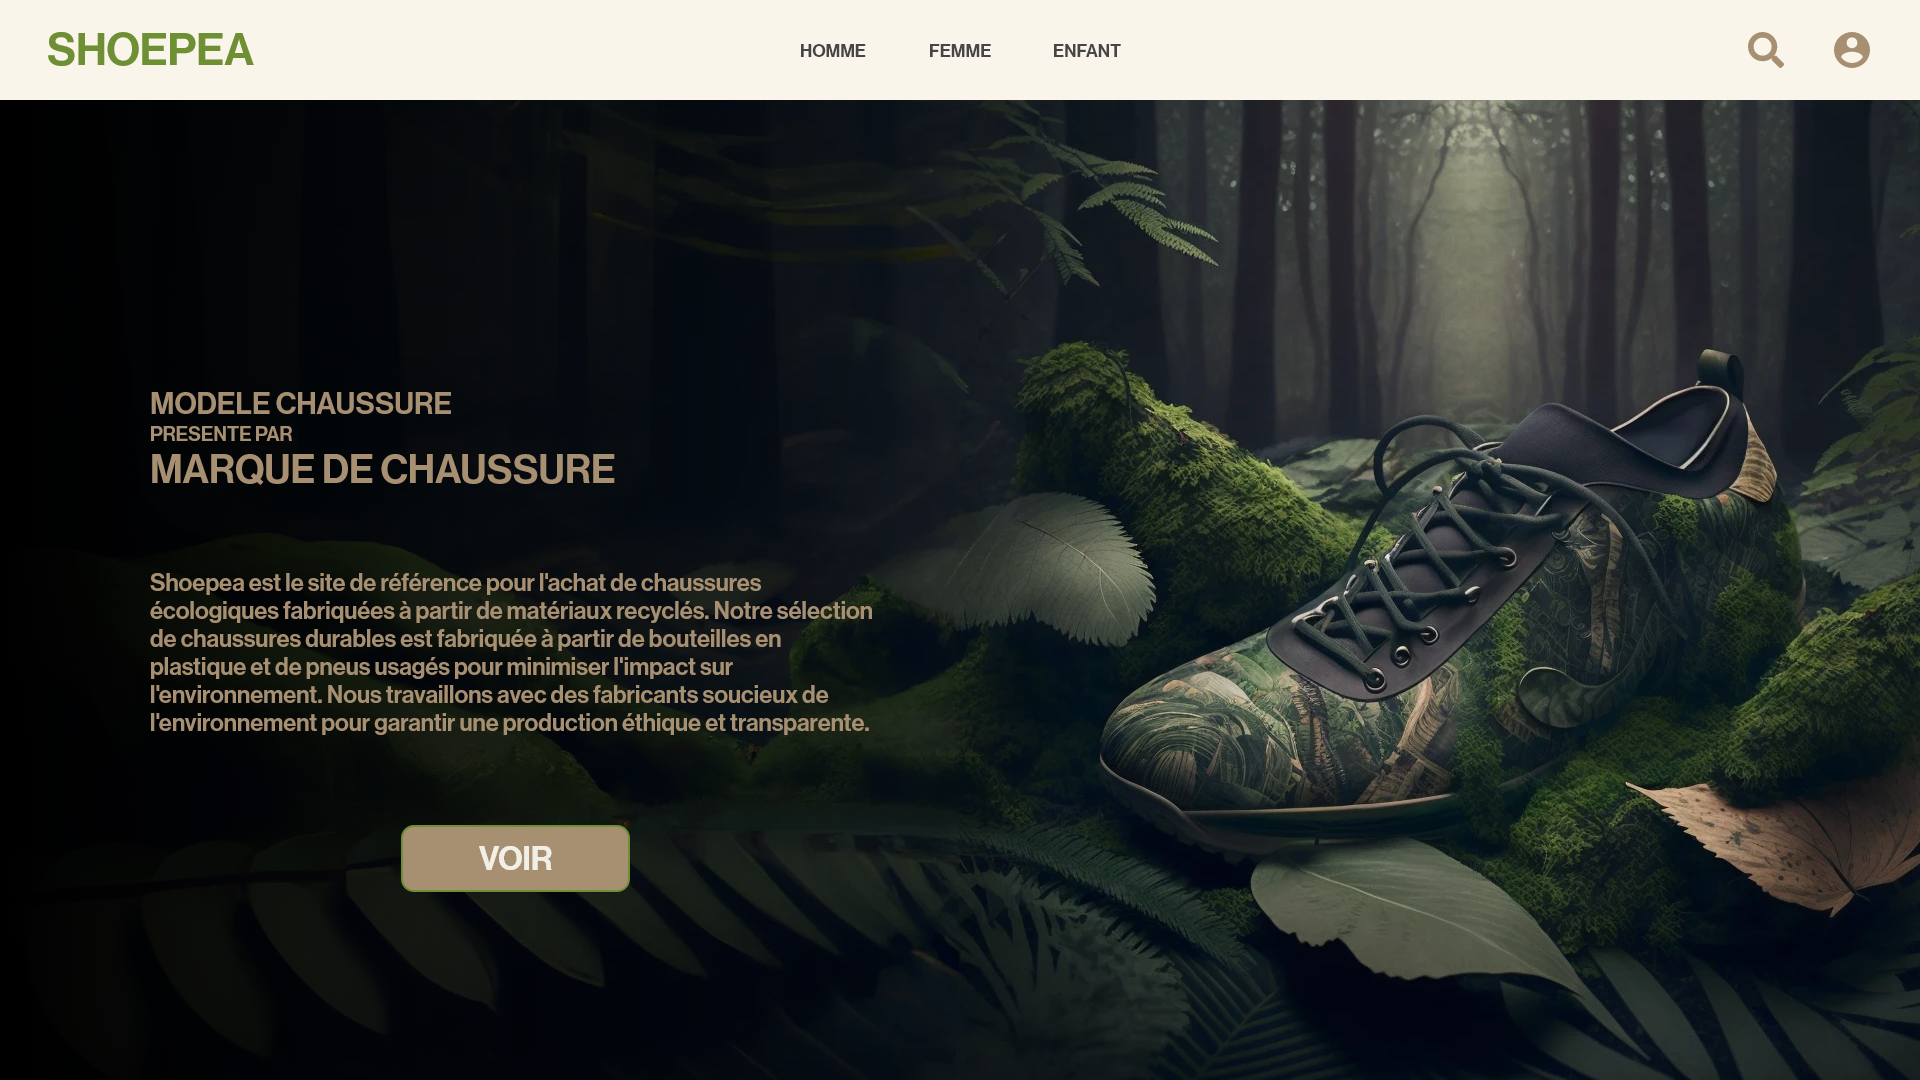 SHOEPEA
HOMME
FEMME
ENFANT
MODELE CHAUSSURE
PRESENTE PAR
MARQUE DE CHAUSSURE
Shoepea est le site de référence pour l'achat de chaussures
écologiques fabriquées à partir de matériaux recyclés. Notre sélection
de chaussures durables est fabriquée à partir de bouteilles en
plastique et de pneus usagés pour minimiser l'impact sur
l'environnement. Nous travaillons avec des fabricants soucieux de
l'environnement pour garantir une production éthique et transparente.
VOIR